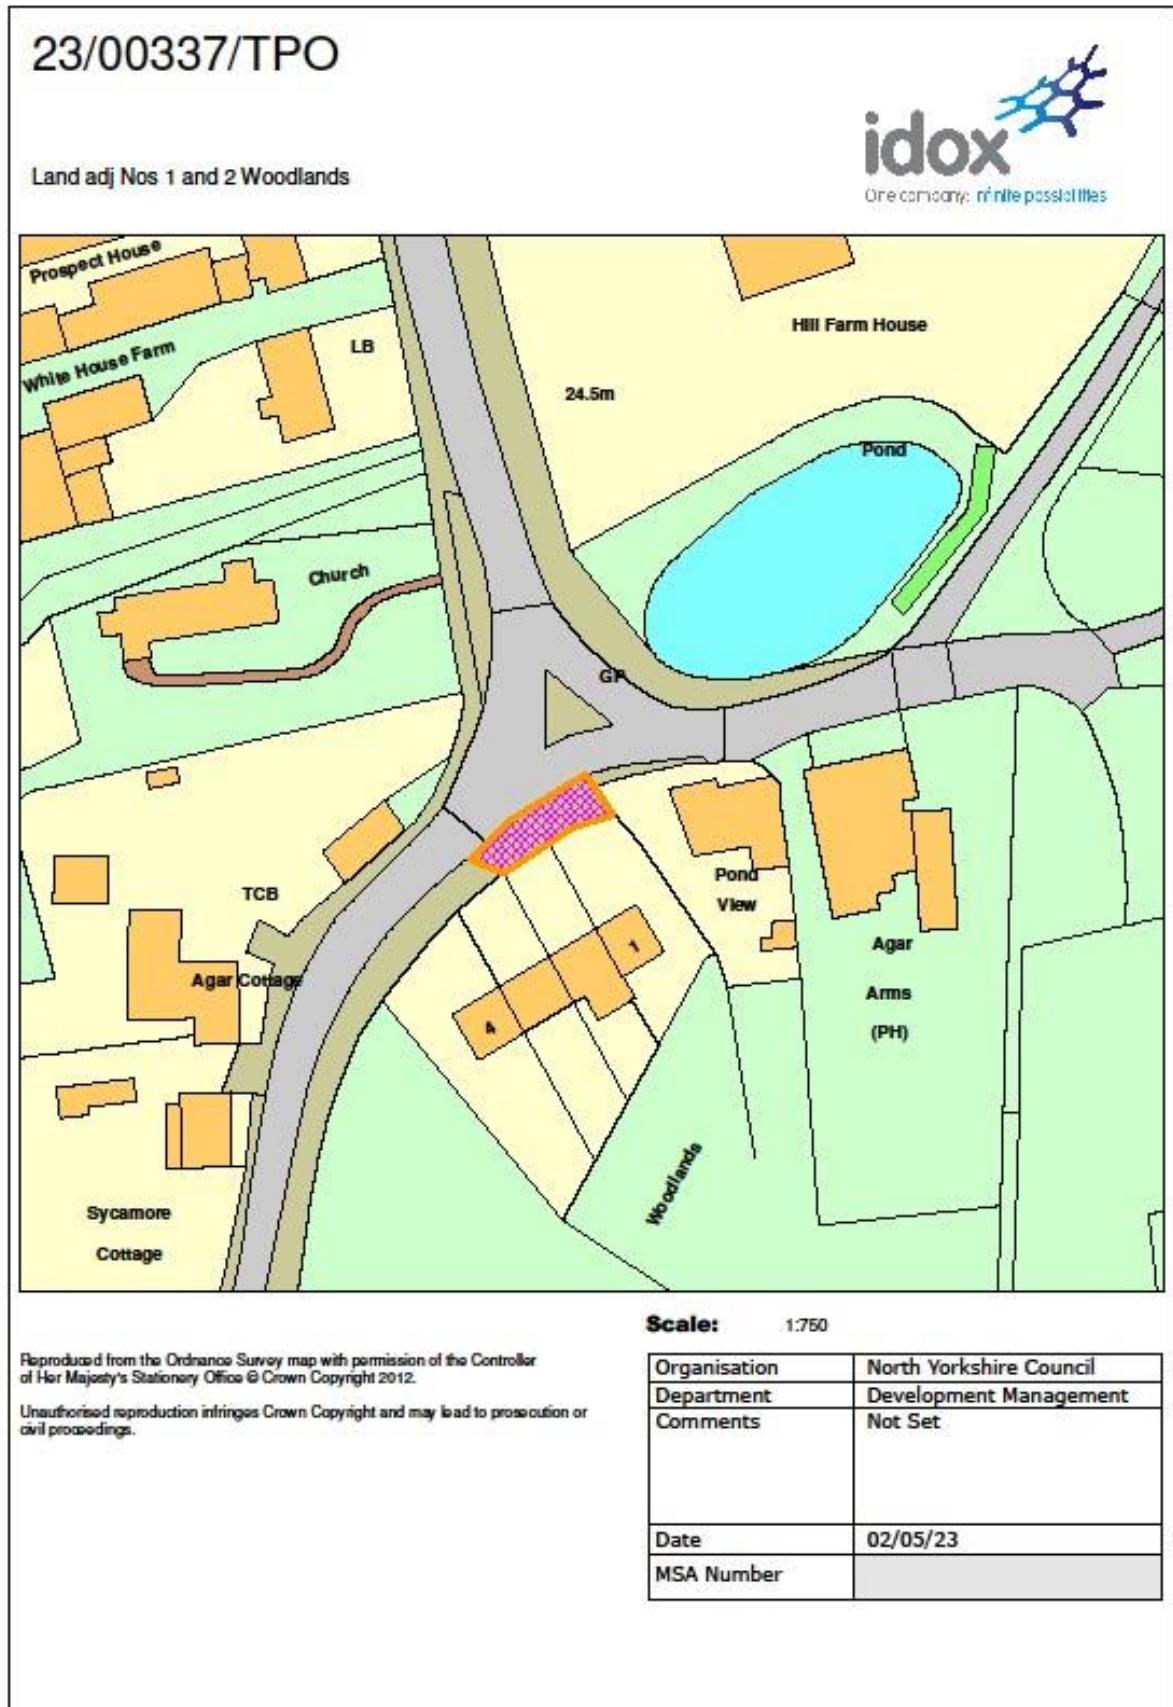 23/00337/TPO
idox
One company: infinite possibilities
Land adj Nos 1 and 2 Woodlands
Prospect House
Hill Farm House
LB
White House Farm
24.5m
Pond
Church
GP
TCB
Pond
View
1
Agar
Agar Cottage
Arms
4
(PH)
Woodlands
Sycamore
Cottage
Scale: 1:750
Reproduced from the Ordnance Survey map with permission of the Controller
of Her Majesty's Stationery Office © Crown Copyright 2012.
Unauthorised reproduction infringes Crown Copyright and may lead to prosecution or
civil proceedings.
Organisation North Yorkshire Council
Department Development Management
Comments Not Set
Date 02/05/23
MSA Number